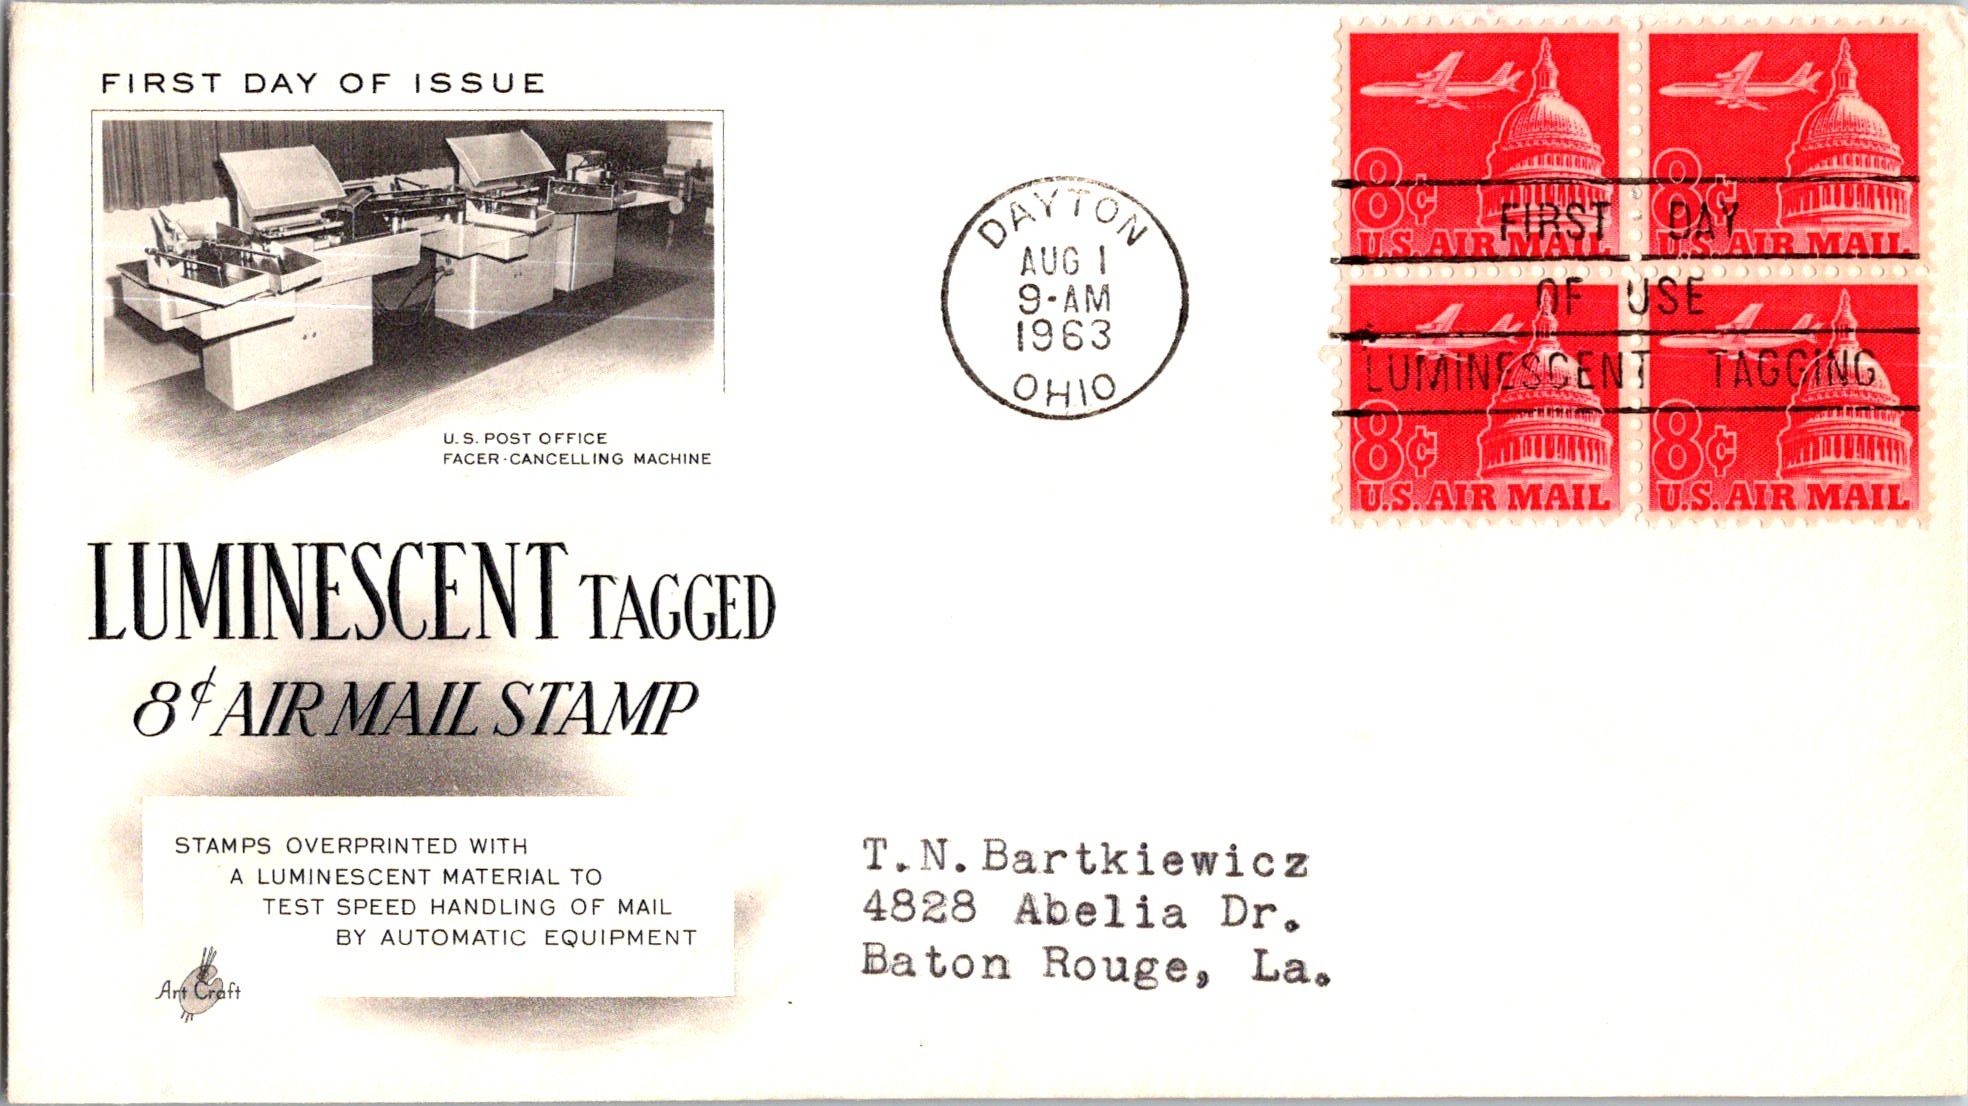 FIRST DAY OF ISSUE
U.S. POST OFFICE
FACER-CANCELLING MACHINE
LUMINESCENT TAGGED
8¢ AIR MAIL STAMP
STAMPS OVERPRINTED WITH
A LUMINESCENT MATERIAL TO
TEST SPEED HANDLING OF MAIL
BY AUTOMATIC EQUIPMENT
Art Craft
DAYTON
AUG 1
9-AM
1963
OHIO
8¢
U.S. AIR MAIL
8¢
U.S. AIR MAIL
FIRST DAY
OF USE
LUMINESCENT TAGGING
8¢
U.S. AIR MAIL
8¢
U.S. AIR MAIL
T.N. Bartkiewicz
4828 Abelia Dr.
Baton Rouge, La.